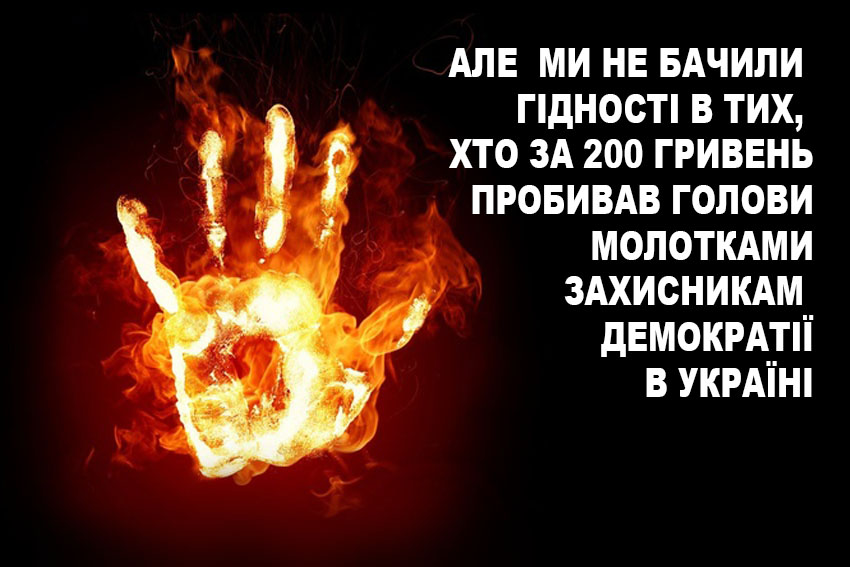 АЛЕ  МИ НЕ БАЧИЛИ
ГІДНОСТІ В ТИХ,
ХТО ЗА 200 ГРИВЕНЬ
ПРОБИВАВ ГОЛОВИ
МОЛОТКАМИ
ЗАХИСНИКАМ
ДЕМОКРАТІЇ
В УКРАЇНІ